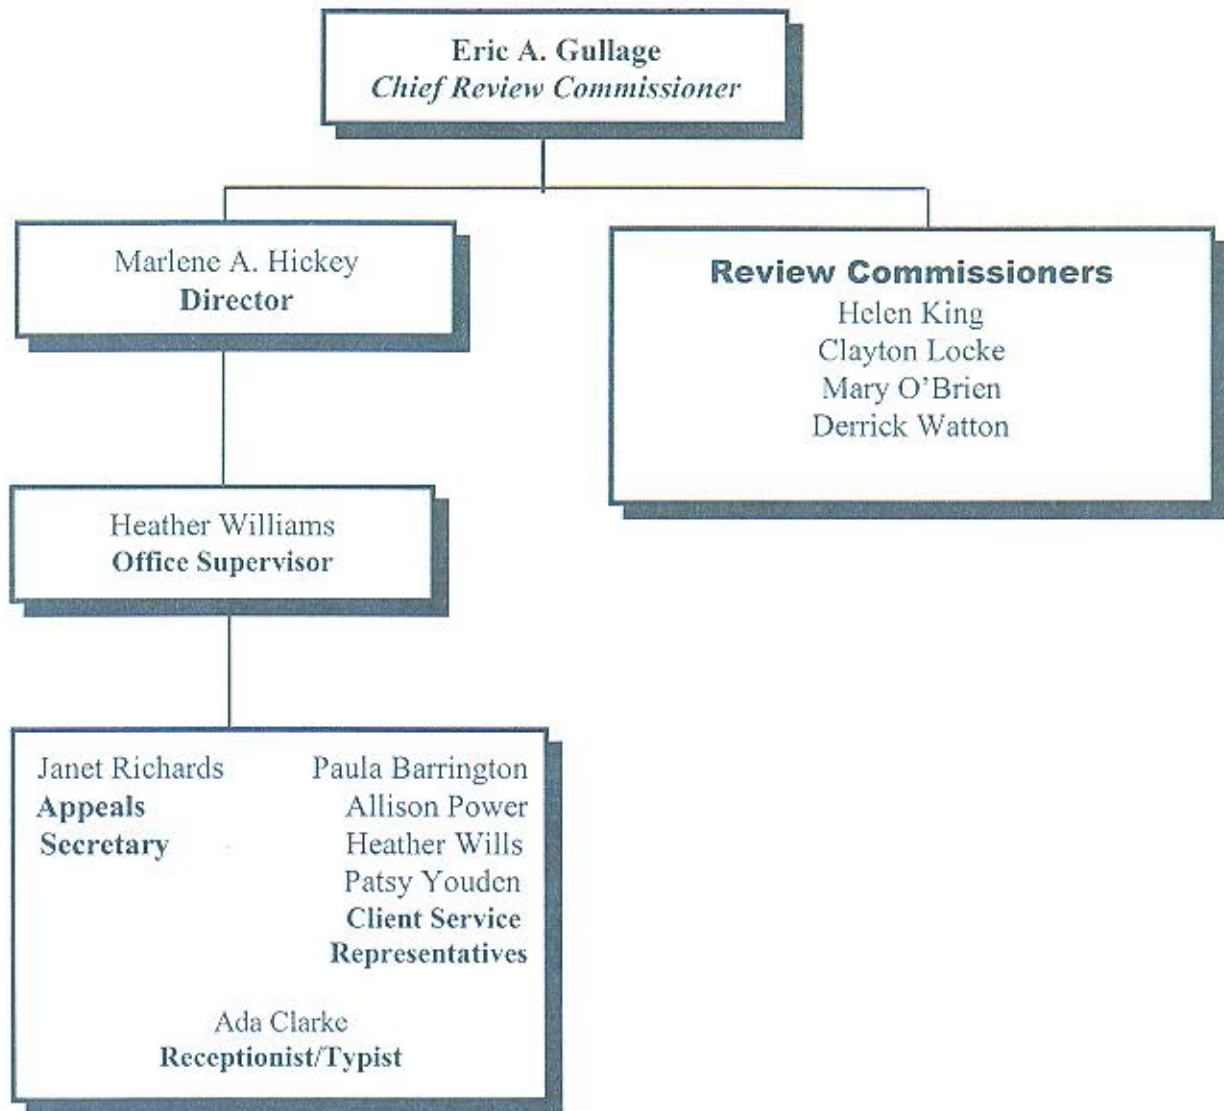 Eric A. Gullage
Chief Review Commissioner
Marlene A. Hickey
Director
Review Commissioners
Helen King
Clayton Locke
Mary O'Brien
Derrick Watton
Heather Williams
Office Supervisor
Janet Richards
Appeals
Secretary
Paula Barrington
Allison Power
Heather Wills
Patsy Youden
Client Service
Representatives
Ada Clarke
Receptionist/Typist